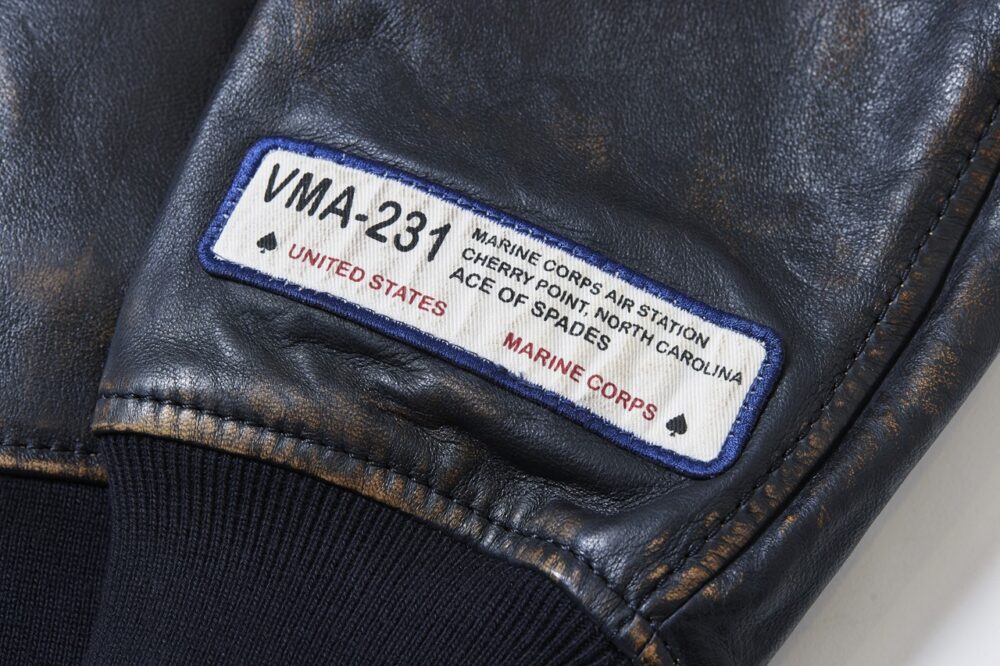 VMA-231
MARINE CORPS AIR STATION
CHERRY POINT, NORTH CAROLINA
ACE OF SPADES
UNITED STATES
MARINE CORPS